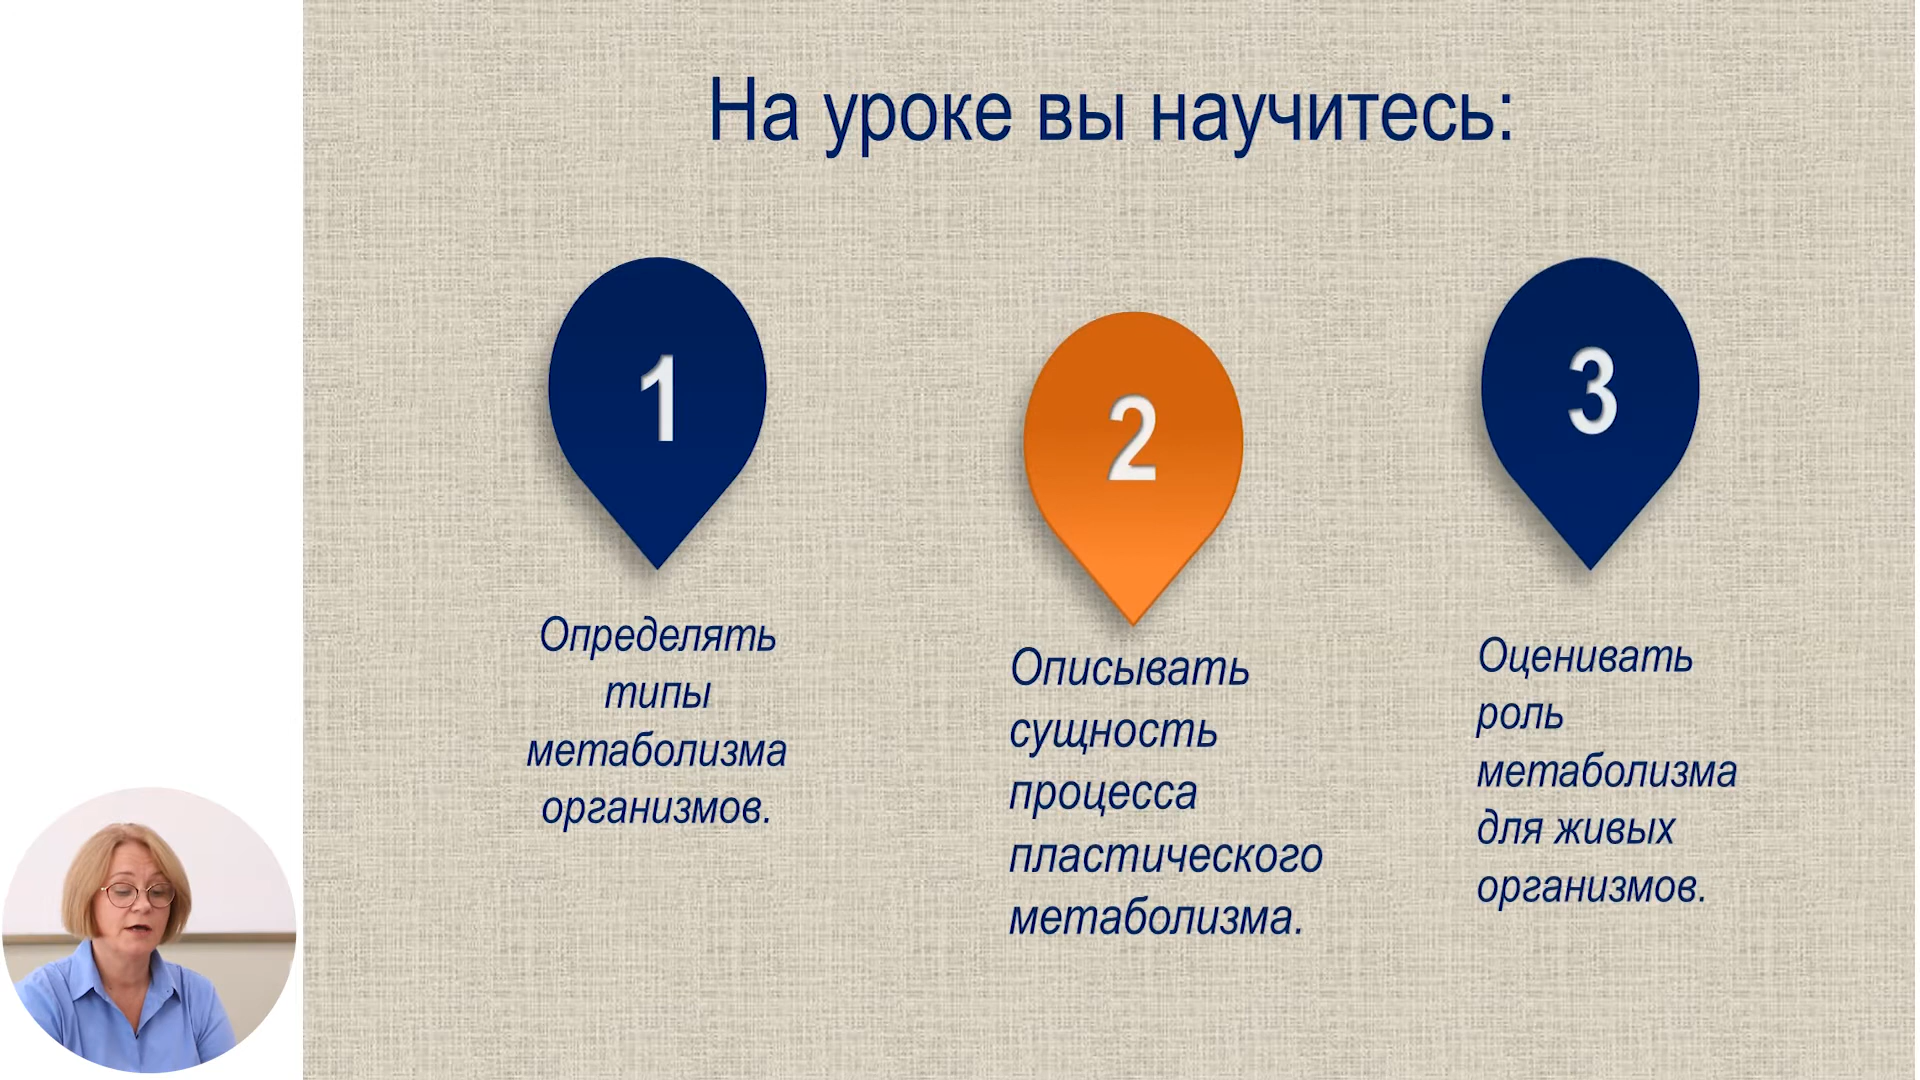 На уроке вы научитесь:
1
Определять
типы
метаболизма
организмов.
2
Описывать
сущность
процесса
пластического
метаболизма.
3
Оценивать
роль
метаболизма
для живых
организмов.